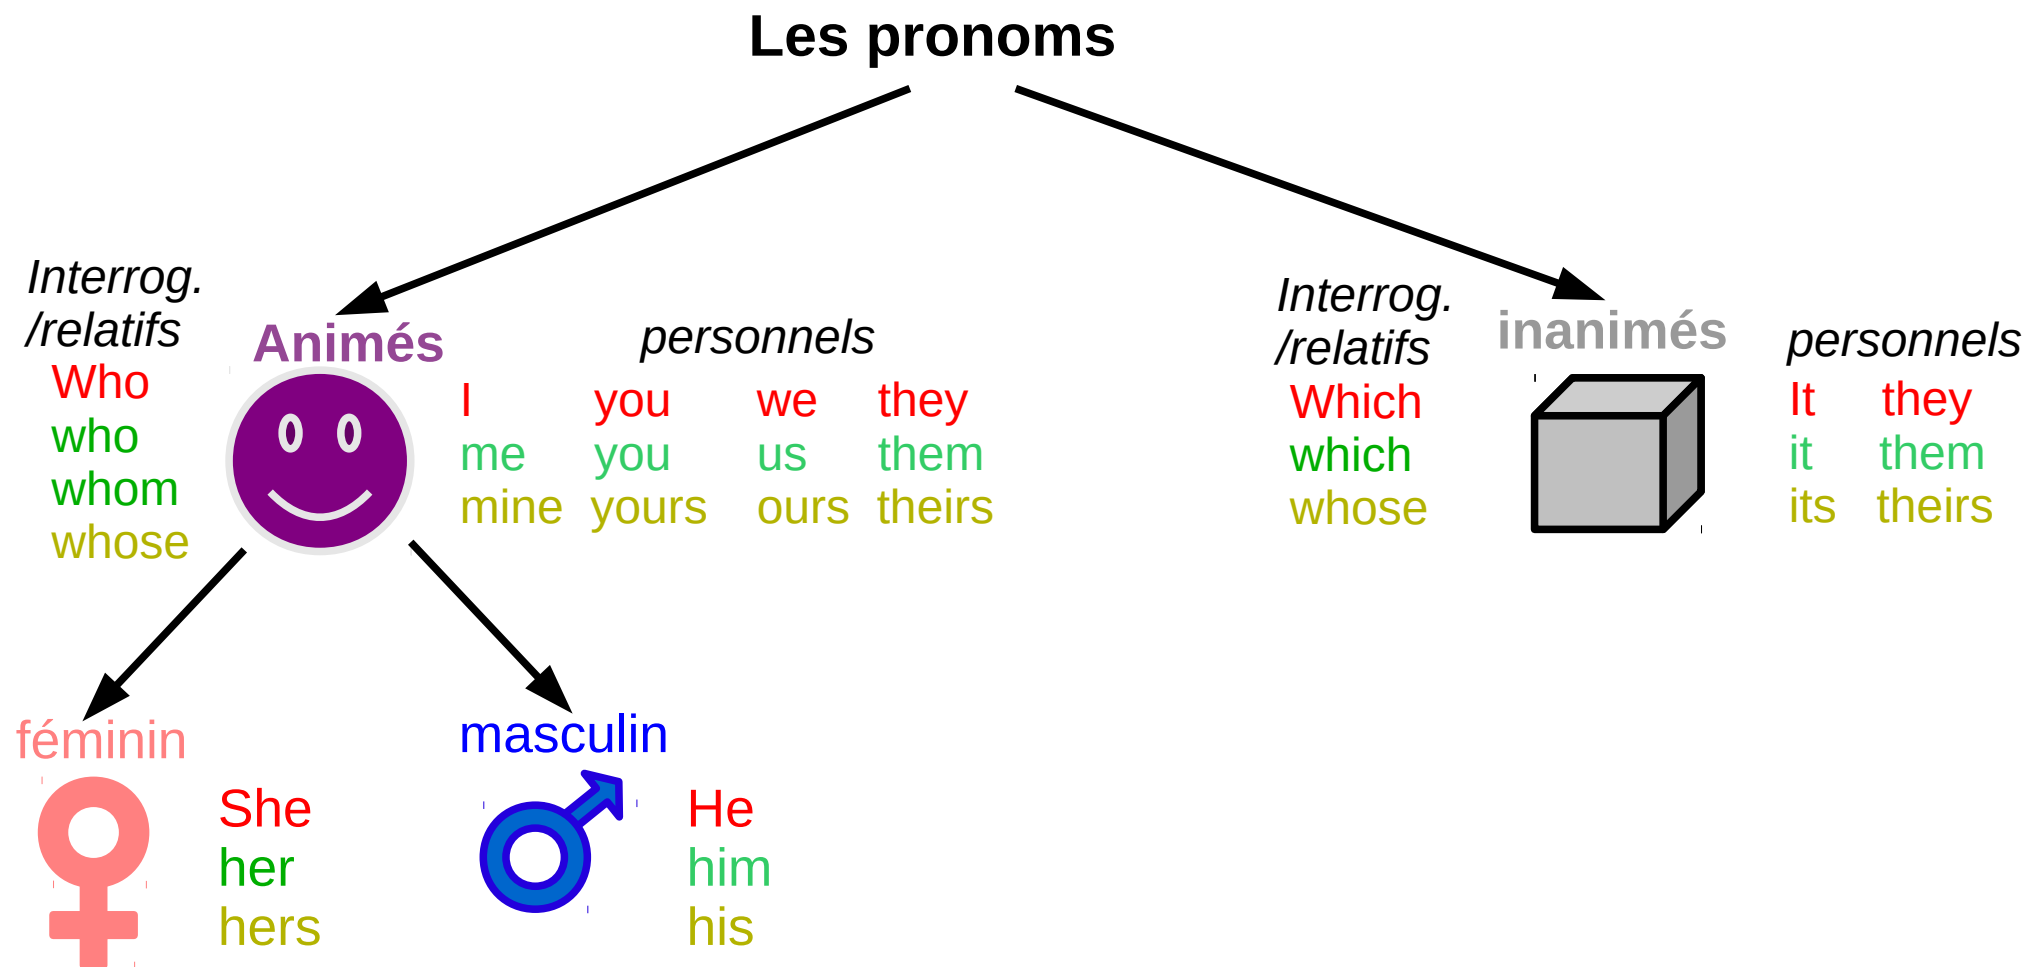 Les pronoms
Interrog.
/relatifs
Who
who
whom
whose
Animés
personnels
I you we they
me you us them
mine yours ours theirs
Interrog.
/relatifs
Which
which
whose
inanimés
personnels
It they
it them
its theirs
féminin
She
her
hers
masculin
He
him
his